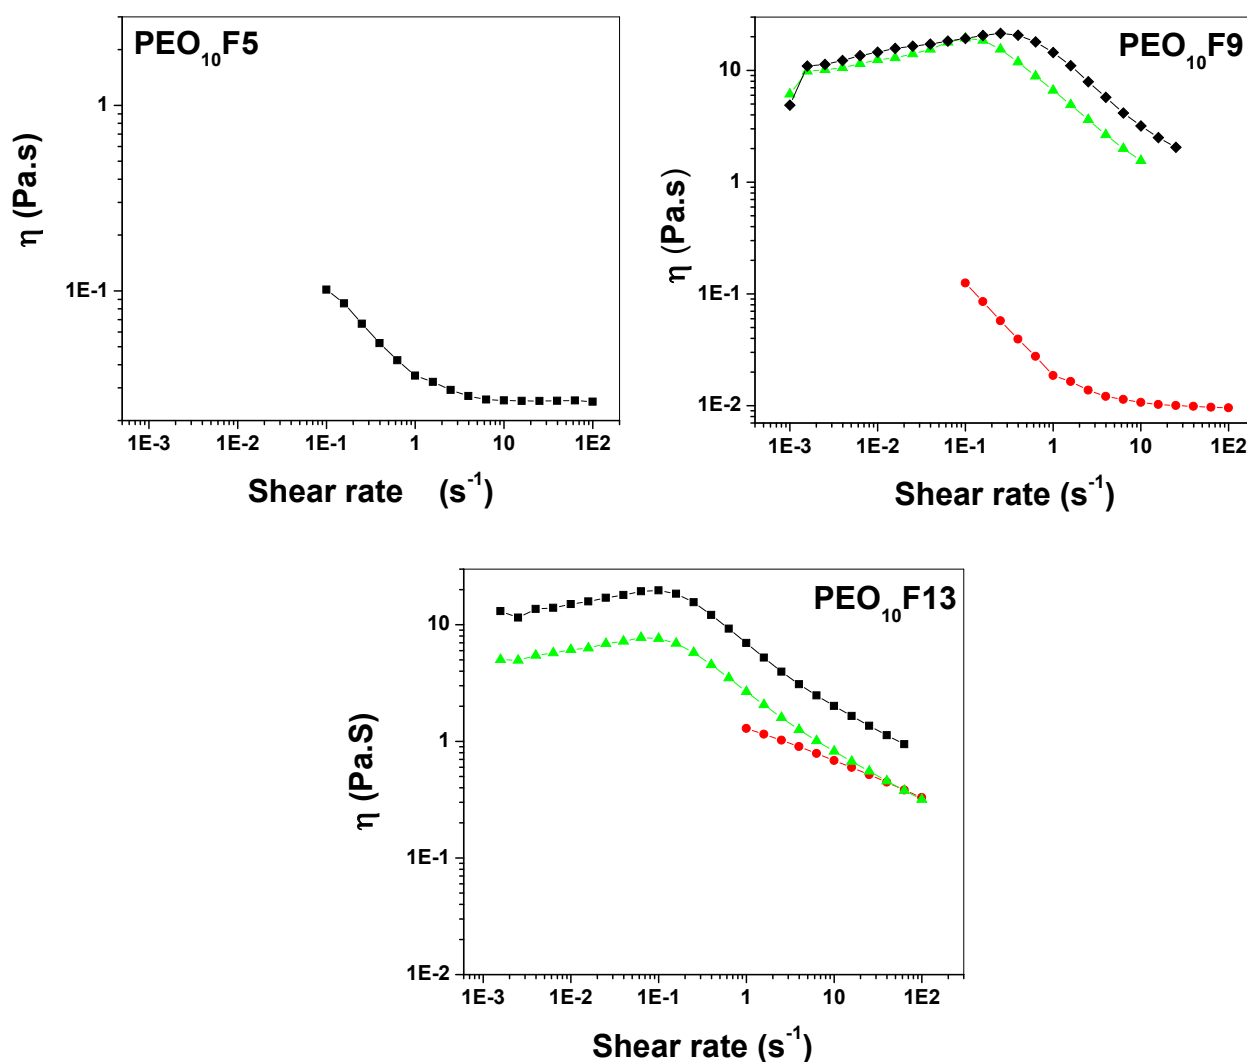 PEO₁₀F5
η (Pa.s)
1
1E-1
1E-3 1E-2 1E-1 1 10 1E2
Shear rate (s⁻¹)
PEO₁₀F9
η (Pa.s)
10
1
1E-1
1E-2
1E-3 1E-2 1E-1 1 10 1E2
Shear rate (s⁻¹)
PEO₁₀F13
η (Pa.S)
10
1
1E-1
1E-2
1E-3 1E-2 1E-1 1 10 1E2
Shear rate (s⁻¹)